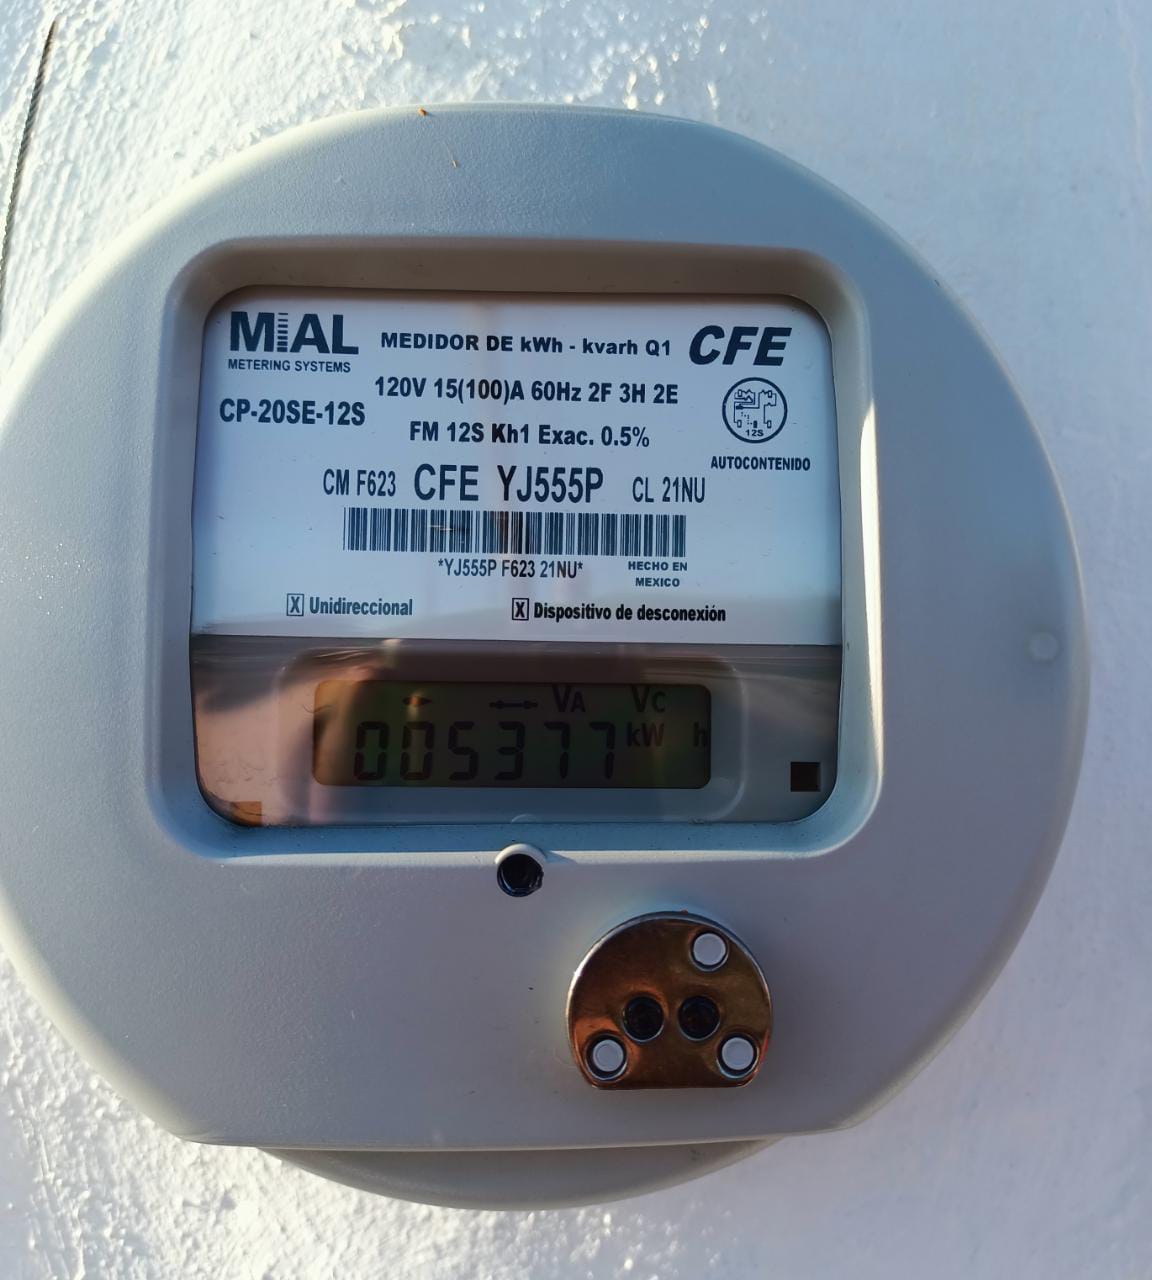 MIAL
METERING SYSTEMS
MEDIDOR DE kWh - kvarh Q1
CFE
120V 15(100)A 60Hz 2F 3H 2E
CP-20SE-12S
FM 12S Kh1 Exac. 0.5%
12S
AUTOCONTENIDO
CM F623 CFE YJ555P CL 21NU
*YJ555P F623 21NU*
HECHO EN
MEXICO
X Unidireccional
X Dispositivo de desconexión
VA VC
005377 kW h